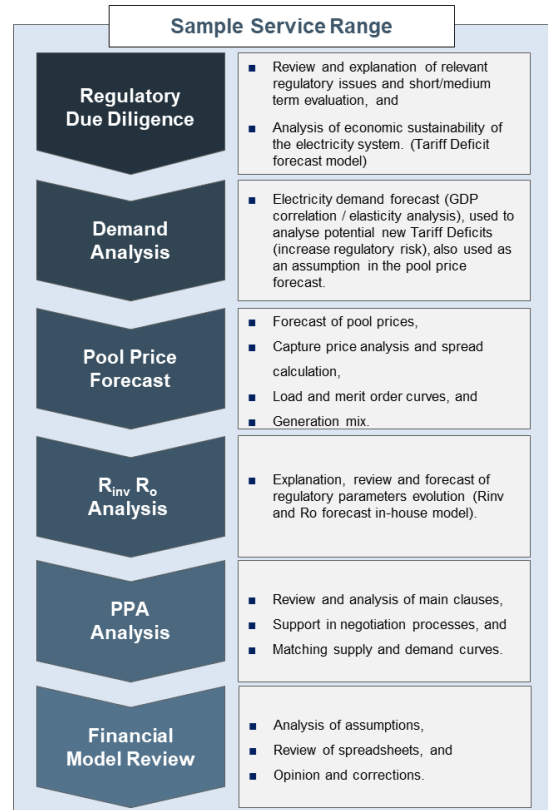 Sample Service Range
Regulatory
Due Diligence
■ Review and explanation of relevant
regulatory issues and short/medium
term evaluation, and
■ Analysis of economic sustainability of
the electricity system. (Tariff Deficit
forecast model)
Demand
Analysis
■ Electricity demand forecast (GDP
correlation / elasticity analysis), used to
analyse potential new Tariff Deficits
(increase regulatory risk), also used as
an assumption in the pool price
forecast.
Pool Price
Forecast
■ Forecast of pool prices,
■ Capture price analysis and spread
calculation,
■ Load and merit order curves, and
■ Generation mix.
Rinv Ro
Analysis
■ Explanation, review and forecast of
regulatory parameters evolution (Rinv
and Ro forecast in-house model).
PPA
Analysis
■ Review and analysis of main clauses,
■ Support in negotiation processes, and
■ Matching supply and demand curves.
Financial
Model Review
■ Analysis of assumptions,
■ Review of spreadsheets, and
■ Opinion and corrections.